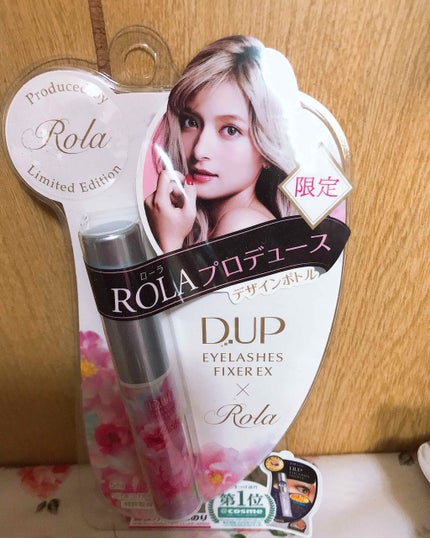 Produced by
Rola
Limited Edition
限定
ローラ
ROLAプロデュース
デザインボトル
D.UP
EYELASHES
FIXER EX
×
Rola
D.UP
第1位
@cosme